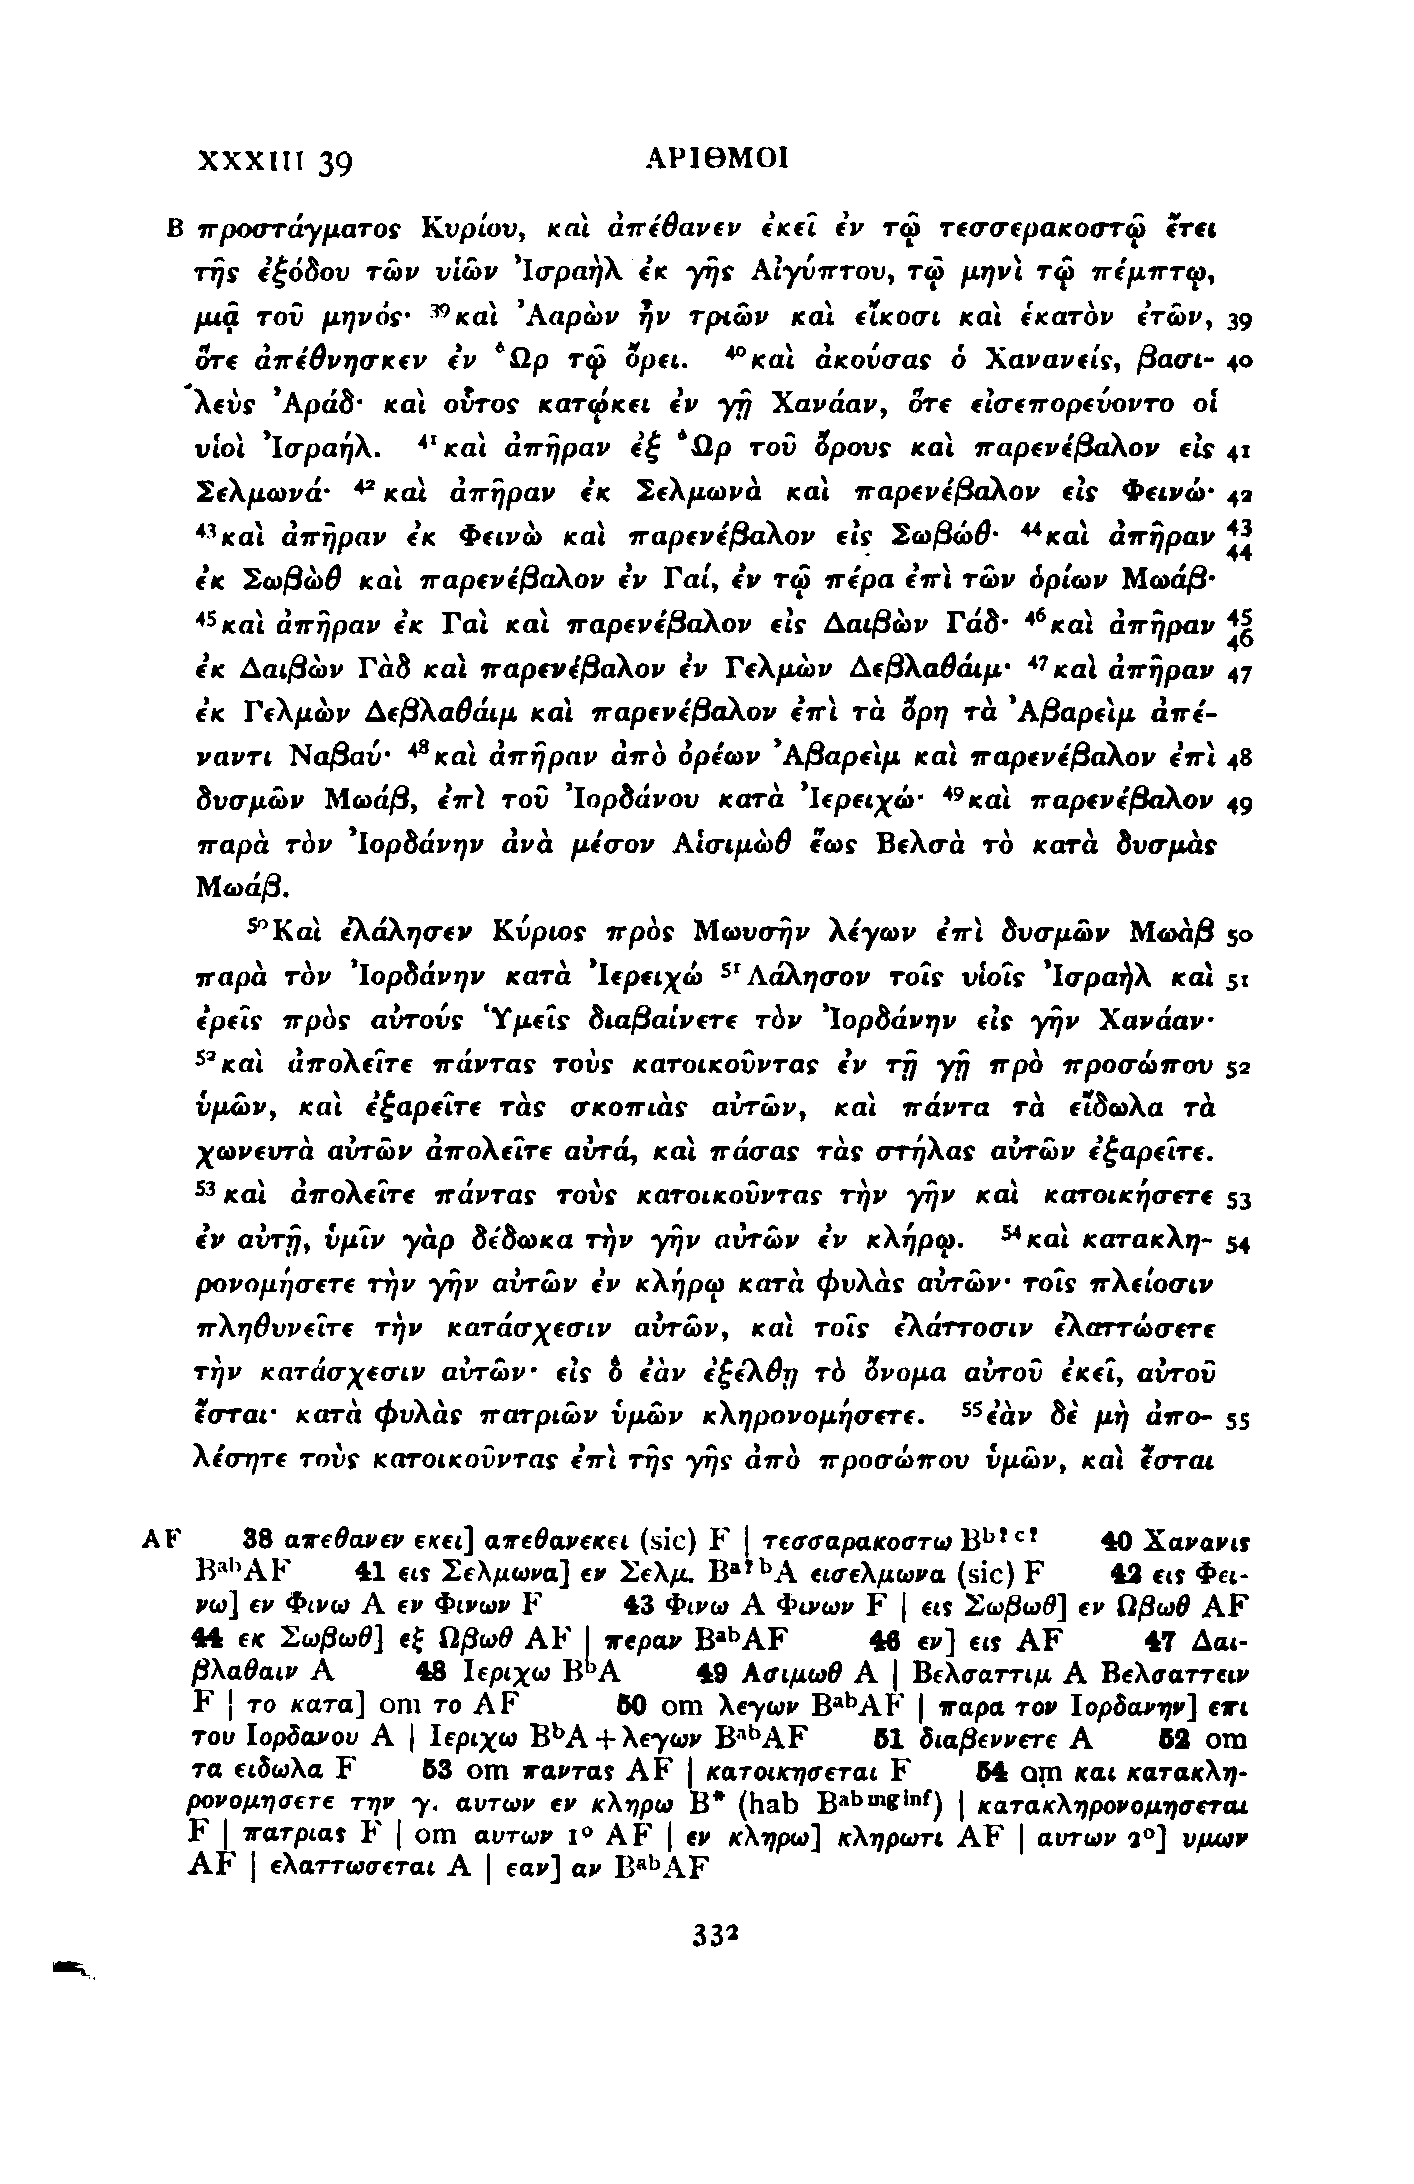 XXXIII 39 ΑΡΙΘΜΟΙ
B προστάγματος Κυρίου, καὶ ἀπέθανεν ἐκεῖ ἐν τῷ τεσσερακοστῷ ἔτει
τῆς ἐξόδου τῶν υἱῶν Ἰσραὴλ ἐκ γῆς Αἰγύπτου, τῷ μηνὶ τῷ πέμπτῳ,
μιᾷ τοῦ μηνός· ³⁹καὶ Ἀαρὼν ἦν τριῶν καὶ εἴκοσι καὶ ἑκατὸν ἐτῶν, 39
ὅτε ἀπέθνησκεν ἐν Ὢρ τῷ ὄρει. ⁴⁰καὶ ἀκούσας ὁ Χανανείς, βασι- 40
λεὺς Ἀράδ· καὶ οὗτος κατῴκει ἐν γῇ Χανάαν, ὅτε εἰσεπορεύοντο οἱ
υἱοὶ Ἰσραήλ. ⁴¹καὶ ἀπῆραν ἐξ Ὢρ τοῦ ὄρους καὶ παρενέβαλον εἰς 41
Σελμωνά· ⁴²καὶ ἀπῆραν ἐκ Σελμωνὰ καὶ παρενέβαλον εἰς Φεινώ· 42
⁴³καὶ ἀπῆραν ἐκ Φεινὼ καὶ παρενέβαλον εἰς Σωβώθ· ⁴⁴καὶ ἀπῆραν 43 44
ἐκ Σωβὼθ καὶ παρενέβαλον ἐν Γαί, ἐν τῷ πέρα ἐπὶ τῶν ὁρίων Μωάβ·
⁴⁵καὶ ἀπῆραν ἐκ Γαὶ καὶ παρενέβαλον εἰς Δαιβὼν Γάδ· ⁴⁶καὶ ἀπῆραν 45 46
ἐκ Δαιβὼν Γὰδ καὶ παρενέβαλον ἐν Γελμὼν Δεβλαθάιμ· ⁴⁷καὶ ἀπῆραν 47
ἐκ Γελμὼν Δεβλαθάιμ καὶ παρενέβαλον ἐπὶ τὰ ὄρη τὰ Ἀβαρεὶμ ἀπέ-
ναντι Ναβαύ· ⁴⁸καὶ ἀπῆραν ἀπὸ ὀρέων Ἀβαρεὶμ καὶ παρενέβαλον ἐπὶ 48
δυσμῶν Μωάβ, ἐπὶ τοῦ Ἰορδάνου κατὰ Ἰερειχώ· ⁴⁹καὶ παρενέβαλον 49
παρὰ τὸν Ἰορδάνην ἀνὰ μέσον Αἰσιμὼθ ἕως Βελσὰ τὸ κατὰ δυσμὰς
Μωάβ.
⁵⁰Καὶ ἐλάλησεν Κύριος πρὸς Μωυσῆν λέγων ἐπὶ δυσμῶν Μωὰβ 50
παρὰ τὸν Ἰορδάνην κατὰ Ἰερειχώ ⁵¹Λάλησον τοῖς υἱοῖς Ἰσραὴλ καὶ 51
ἐρεῖς πρὸς αὐτούς Ὑμεῖς διαβαίνετε τὸν Ἰορδάνην εἰς γῆν Χανάαν·
⁵²καὶ ἀπολεῖτε πάντας τοὺς κατοικοῦντας ἐν τῇ γῇ πρὸ προσώπου 52
ὑμῶν, καὶ ἐξαρεῖτε τὰς σκοπιὰς αὐτῶν, καὶ πάντα τὰ εἴδωλα τὰ
χωνευτὰ αὐτῶν ἀπολεῖτε αὐτά, καὶ πάσας τὰς στήλας αὐτῶν ἐξαρεῖτε.
⁵³καὶ ἀπολεῖτε πάντας τοὺς κατοικοῦντας τὴν γῆν καὶ κατοικήσετε 53
ἐν αὐτῇ, ὑμῖν γὰρ δέδωκα τὴν γῆν αὐτῶν ἐν κλήρῳ. ⁵⁴καὶ κατακλη- 54
ρονομήσετε τὴν γῆν αὐτῶν ἐν κλήρῳ κατὰ φυλὰς αὐτῶν· τοῖς πλείοσιν
πληθυνεῖτε τὴν κατάσχεσιν αὐτῶν, καὶ τοῖς ἐλάττοσιν ἐλαττώσετε
τὴν κατάσχεσιν αὐτῶν· εἰς ὃ ἐὰν ἐξέλθῃ τὸ ὄνομα αὐτοῦ ἐκεῖ, αὐτοῦ
ἔσται· κατὰ φυλὰς πατριῶν ὑμῶν κληρονομήσετε. ⁵⁵ἐὰν δὲ μὴ ἀπο- 55
λέσητε τοὺς κατοικοῦντας ἐπὶ τῆς γῆς ἀπὸ προσώπου ὑμῶν, καὶ ἔσται
AF 38 απεθανεν εκει] απεθανεκει (sic) F | τεσσαρακοστω Bᵇ?ᶜ? 40 Χανανις
BᵃᵇAF 41 εις Σελμωνα] εν Σελμ. Bᵃ?ᵇA εισελμωνα (sic) F 42 εις Φει-
νω] εν Φινω A εν Φινων F 43 Φινω A Φινων F | εις Σωβωθ] εν Ωβωθ AF
44 εκ Σωβωθ] εξ Ωβωθ AF | περαν BᵃᵇAF 46 εν] εις AF 47 Δαι-
βλαθαιν A 48 Ιεριχω BᵇA 49 Ασιμωθ A | Βελσαττιμ A Βελσαττειν
F | το κατα] om το AF 50 om λεγων BᵃᵇAF | παρα τον Ιορδανην] επι
του Ιορδανου A | Ιεριχω BᵇA + λεγων BᵃᵇAF 51 διαβεννετε A 52 om
τα ειδωλα F 53 om παντας AF | κατοικησεται F 54 om και κατακλη-
ρονομησετε την γ. αυτων εν κληρω B* (hab Bᵃᵇᵐᵍⁱⁿᶠ) | κατακληρονομησεται
F | πατριας F | om αυτων 1° AF | εν κληρω] κληρωτι AF | αυτων 2°] υμων
AF | ελαττωσεται A | εαν] αν BᵃᵇAF
332